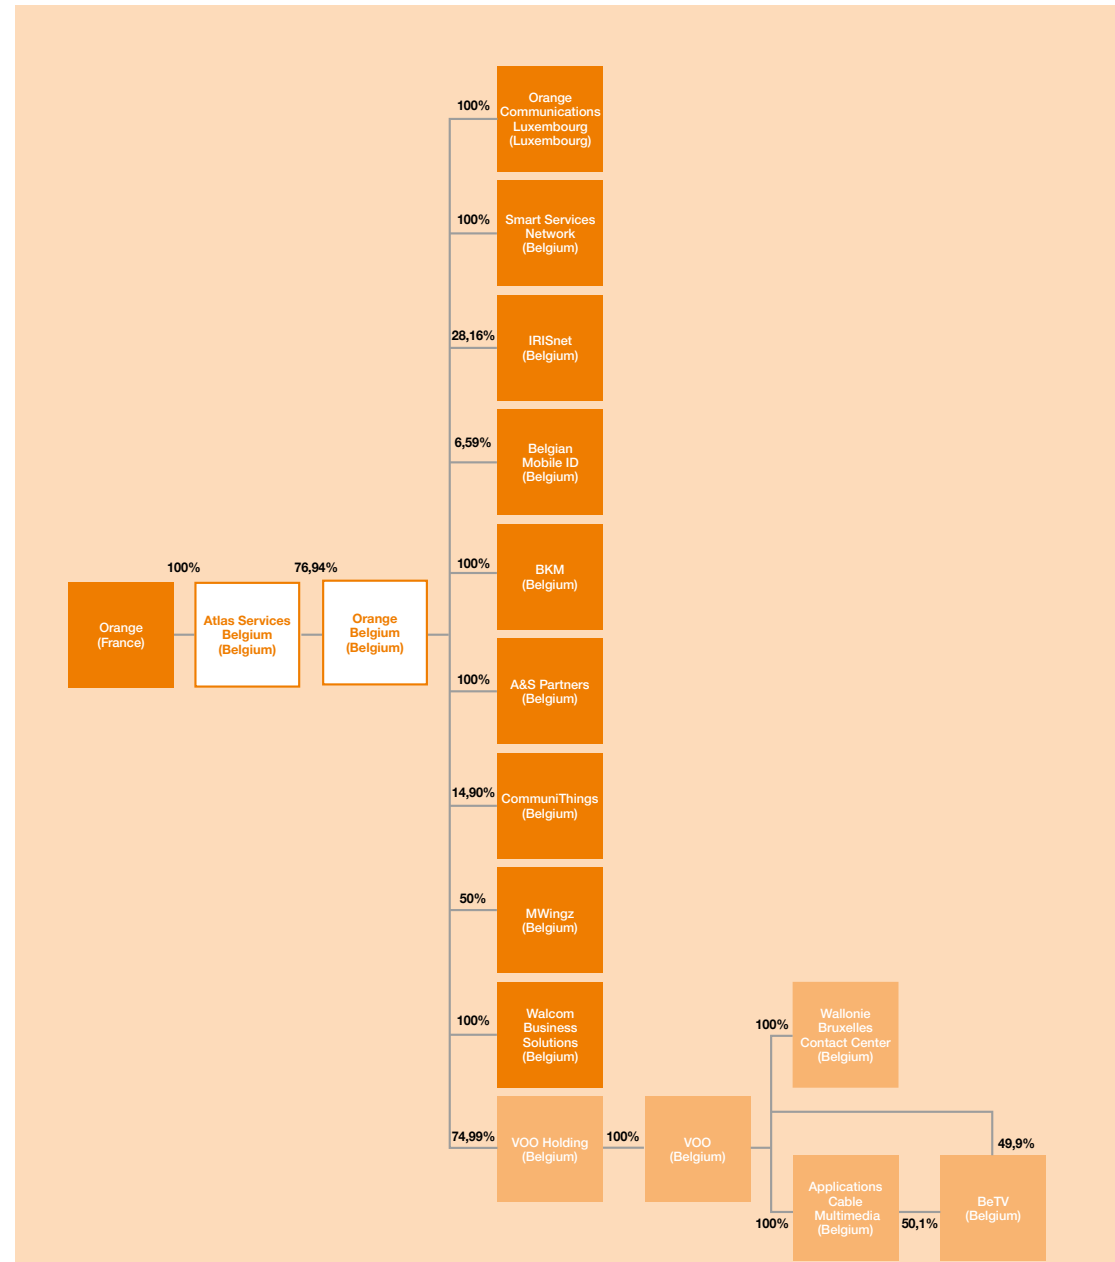 100%
Orange
Communications
Luxembourg
(Luxembourg)
100%
Smart Services
Network
(Belgium)
28,16%
IRISnet
(Belgium)
6,59%
Belgian
Mobile ID
(Belgium)
100%
BKM
(Belgium)
100%
76,94%
Orange
(France)
Atlas Services
Belgium
(Belgium)
Orange
Belgium
(Belgium)
100%
A&S Partners
(Belgium)
14,90%
CommuniThings
(Belgium)
50%
MWingz
(Belgium)
100%
Walcom
Business
Solutions
(Belgium)
100%
Wallonie
Bruxelles
Contact Center
(Belgium)
74,99%
VOO Holding
(Belgium)
100%
VOO
(Belgium)
49,9%
100%
Applications
Cable
Multimedia
(Belgium)
50,1%
BeTV
(Belgium)